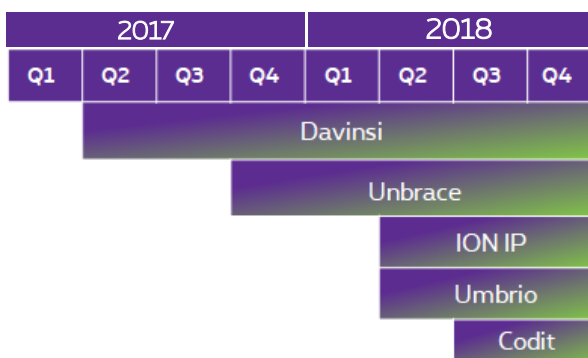 2017 2018
Q1 Q2 Q3 Q4 Q1 Q2 Q3 Q4
Davinsi
Unbrace
ION IP
Umbrio
Codit